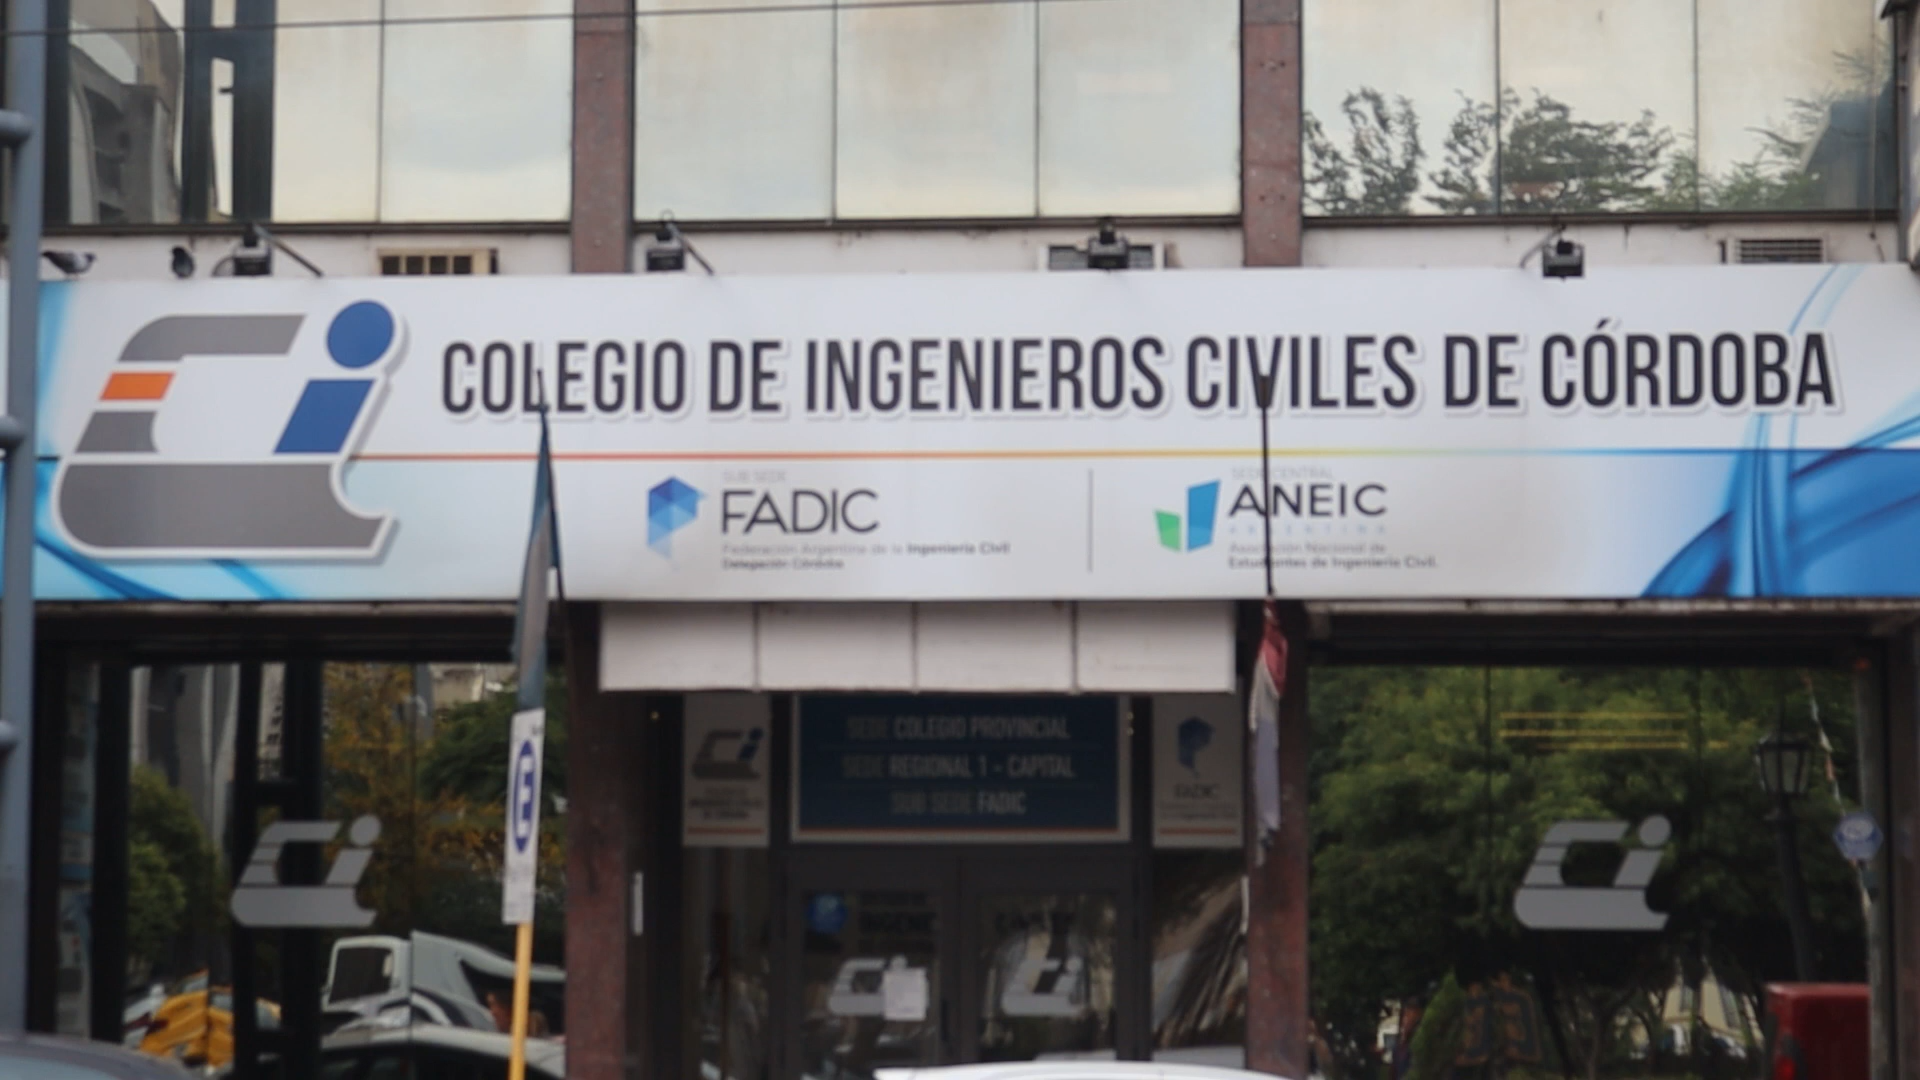 COLEGIO DE INGENIEROS CIVILES DE CÓRDOBA
SUB SEDE
FADIC
Federación Argentina de la Ingeniería Civil
Delegación Córdoba
SEDE CENTRAL
ANEIC
ARGENTINA
Asociación Nacional de
Estudiantes de Ingeniería Civil.
SEDE COLEGIO PROVINCIAL
SEDE REGIONAL 1 - CAPITAL
SUB SEDE FADIC
FADIC